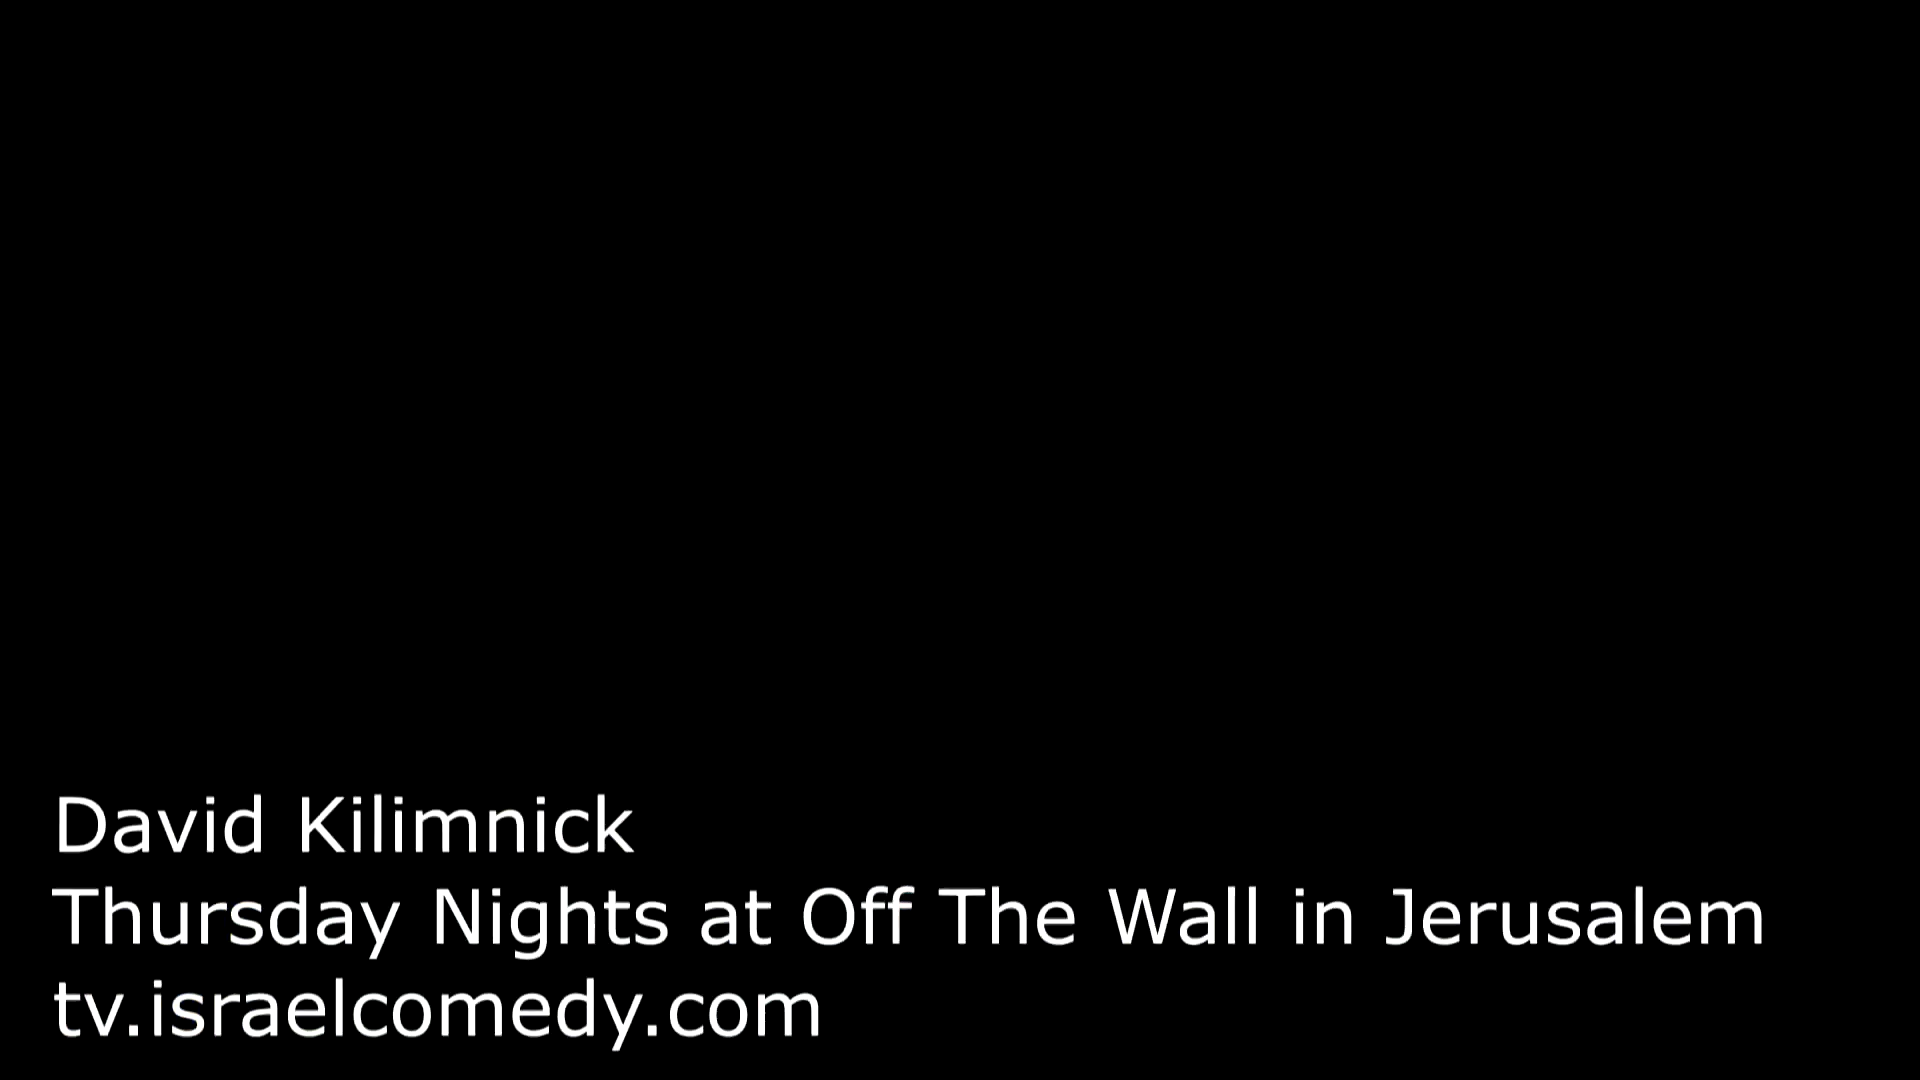 David Kilimnick
Thursday Nights at Off The Wall in Jerusalem
tv.israelcomedy.com